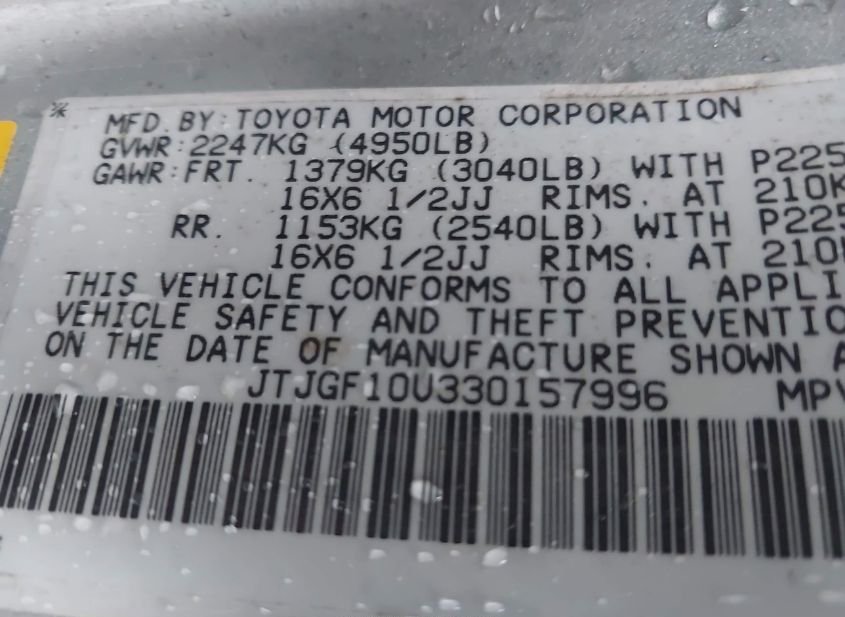 MFD. BY: TOYOTA MOTOR CORPORATION
GVWR: 2247KG (4950LB)
GAWR: FRT. 1379KG (3040LB) WITH P225
16X6 1/2JJ RIMS. AT 210K
RR. 1153KG (2540LB) WITH P225
16X6 1/2JJ RIMS. AT 210
THIS VEHICLE CONFORMS TO ALL APPLI
VEHICLE SAFETY AND THEFT PREVENTIO
ON THE DATE OF MANUFACTURE SHOWN A
JTJGF10U330157996 MPV